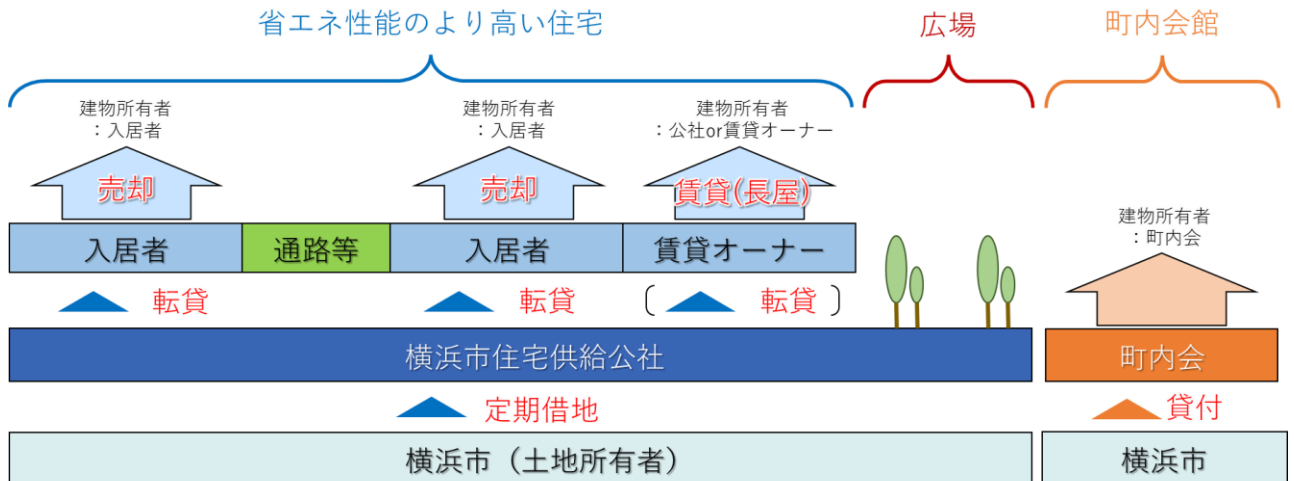 省エネ性能のより高い住宅
広場
町内会館
建物所有者
：入居者
建物所有者
：入居者
建物所有者
：公社or賃貸オーナー
売却
売却
賃貸(長屋)
建物所有者
：町内会
入居者
通路等
入居者
賃貸オーナー
転貸
転貸
( 転貸 )
横浜市住宅供給公社
町内会
定期借地
貸付
横浜市（土地所有者）
横浜市